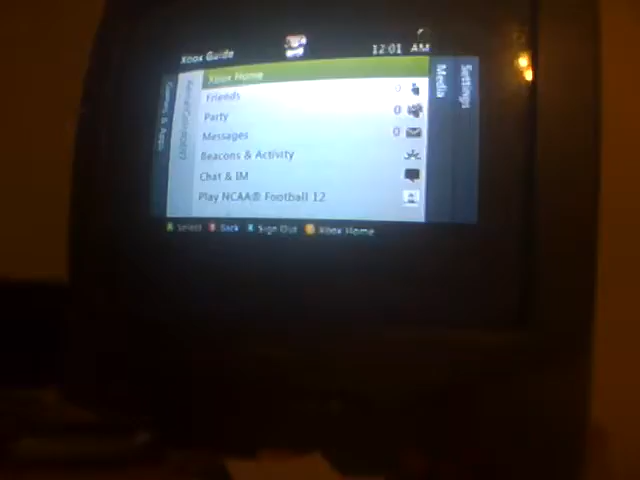 Xbox Guide
12:01 AM
Games & Apps
Xbox Home
Friends 0
Party 0
Messages 0
Beacons & Activity
Chat & IM
Play NCAA® Football 12
Media
Settings
A Select B Back X Sign Out Y Xbox Home